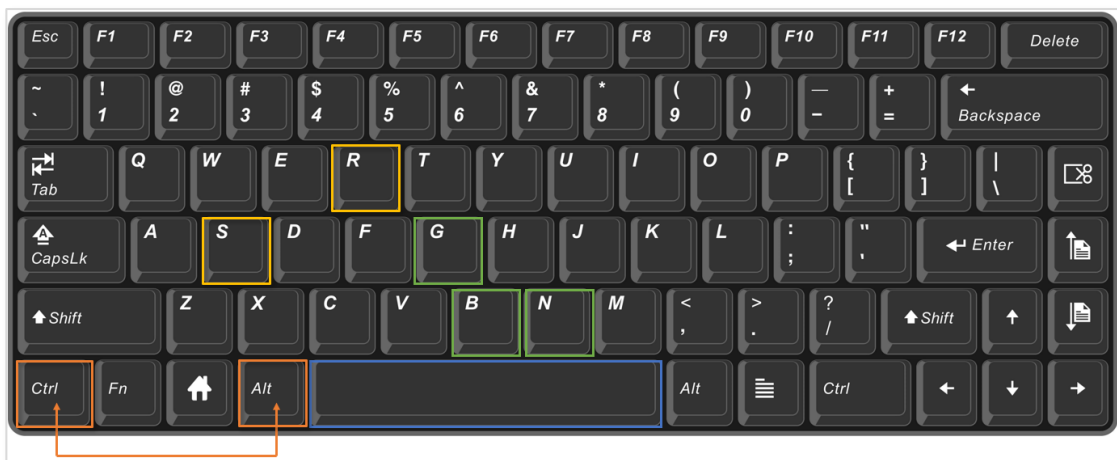 Esc F1 F2 F3 F4 F5 F6 F7 F8 F9 F10 F11 F12 Delete
~ ! @ # $ % ^ & * ( ) — + ←
` 1 2 3 4 5 6 7 8 9 0 - = Backspace
Tab Q W E R T Y U I O P { } |
[ ] \
CapsLk A S D F G H J K L : " Enter
; '
Shift Z X C V B N M < > ? Shift
, . /
Ctrl Fn Alt Alt Ctrl